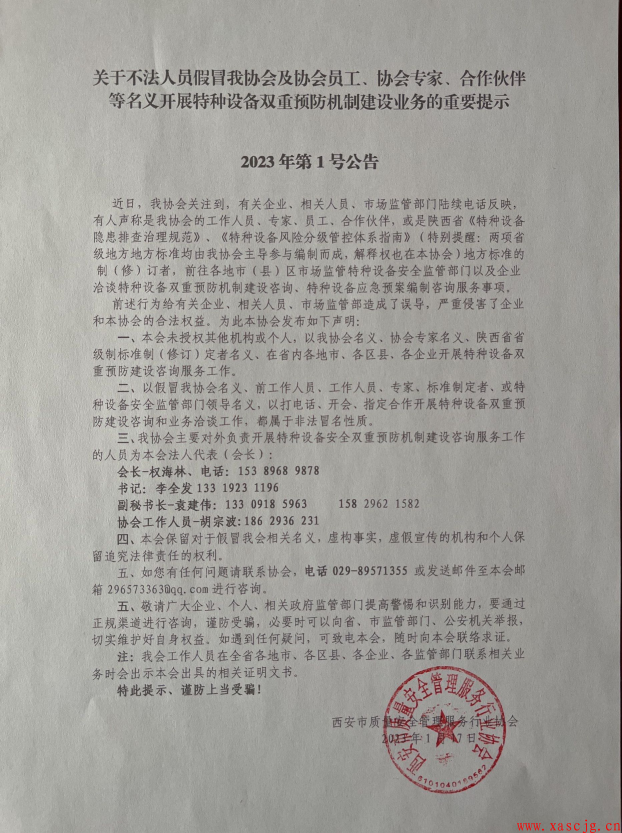 关于不法人员假冒我协会及协会员工、协会专家、合作伙伴
等名义开展特种设备双重预防机制建设业务的重要提示
2023年第1号公告
近日，我协会关注到，有关企业、相关人员、市场监管部门陆续电话反映，
有人声称是我协会的工作人员、专家、员工、合作伙伴，或是陕西省《特种设备
隐患排查治理规范》、《特种设备风险分级管控体系指南》（特别提醒：两项省
级地方地方标准均由我协会主导参与编制而成，解释权也在本协会）地方标准的
制（修）订者，前往各地市（县）区市场监管特种设备安全监管部门以及企业
洽谈特种设备双重预防机制建设咨询、特种设备应急预案编制咨询服务事项。
前述行为给有关企业、相关人员、市场监管部造成了误导，严重侵害了企业
和本协会的合法权益。为此本协会发布如下声明：
一、本会未授权其他机构或个人，以我协会名义、协会专家名义、陕西省省
级制标准制（修订）定者名义、在省内各地市、各区县、各企业开展特种设备双
重预防建设咨询服务工作。
二、以假冒我协会名义、前工作人员、工作人员、专家、标准制定者、或特
种设备安全监管部门领导名义，以打电话、开会、指定合作开展特种设备双重预
防建设咨询和业务洽谈工作，都属于非法冒名性质。
三、我协会主要对外负责开展特种设备安全双重预防机制建设咨询服务工作
的人员为本会法人代表（会长）：
会长-权海林、电话： 153 8968 9878
书记：李全发 133 1923 1196
副秘书长-袁建伟：133 0918 5963 158 2962 1582
协会工作人员-胡宗波:186 2936 231
四、本会保留对于假冒我会相关名义，虚构事实，虚假宣传的机构和个人保
留追究法律责任的权利。
五、如您有任何问题请联系协会，电话 029-89571355 或发送邮件至本会邮
箱 296573363@qq.com 进行咨询。
五、敬请广大企业、个人、相关政府监管部门提高警惕和识别能力，要通过
正规渠道进行咨询，谨防受骗，必要时可以向省、市监管部门、公安机关举报，
切实维护好自身权益。如遇到任何疑问，可致电本会，随时向本会联络求证。
注：我会工作人员在全省各地市、各区县、各企业、各监管部门联系相关业
务时会出示本会出具的相关证明文书。
特此提示、谨防上当受骗！
西安市质量安全管理服务行业协会
2023年1月7日
西安市质量安全管理服务行业协会
www.xascjg.cn